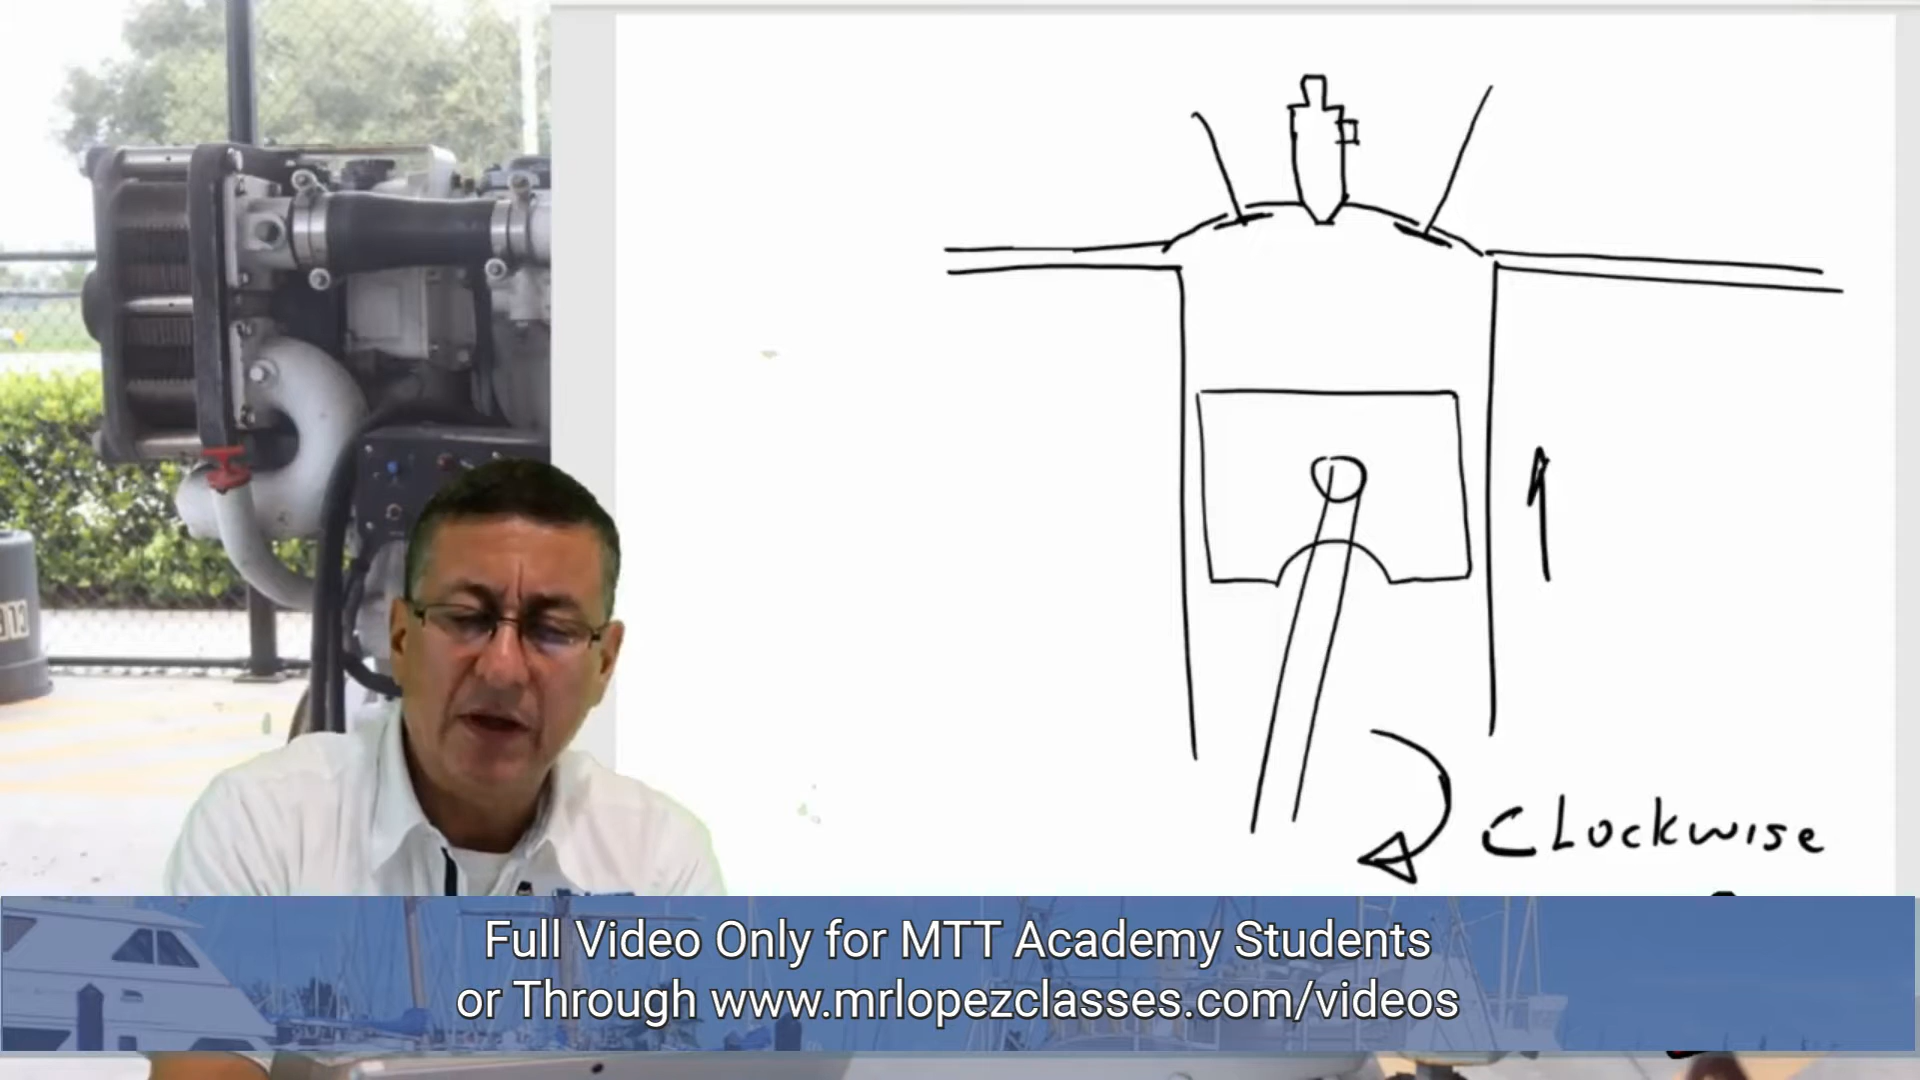 CLockwise
Full Video Only for MTT Academy Students
or Through www.mrlopezclasses.com/videos